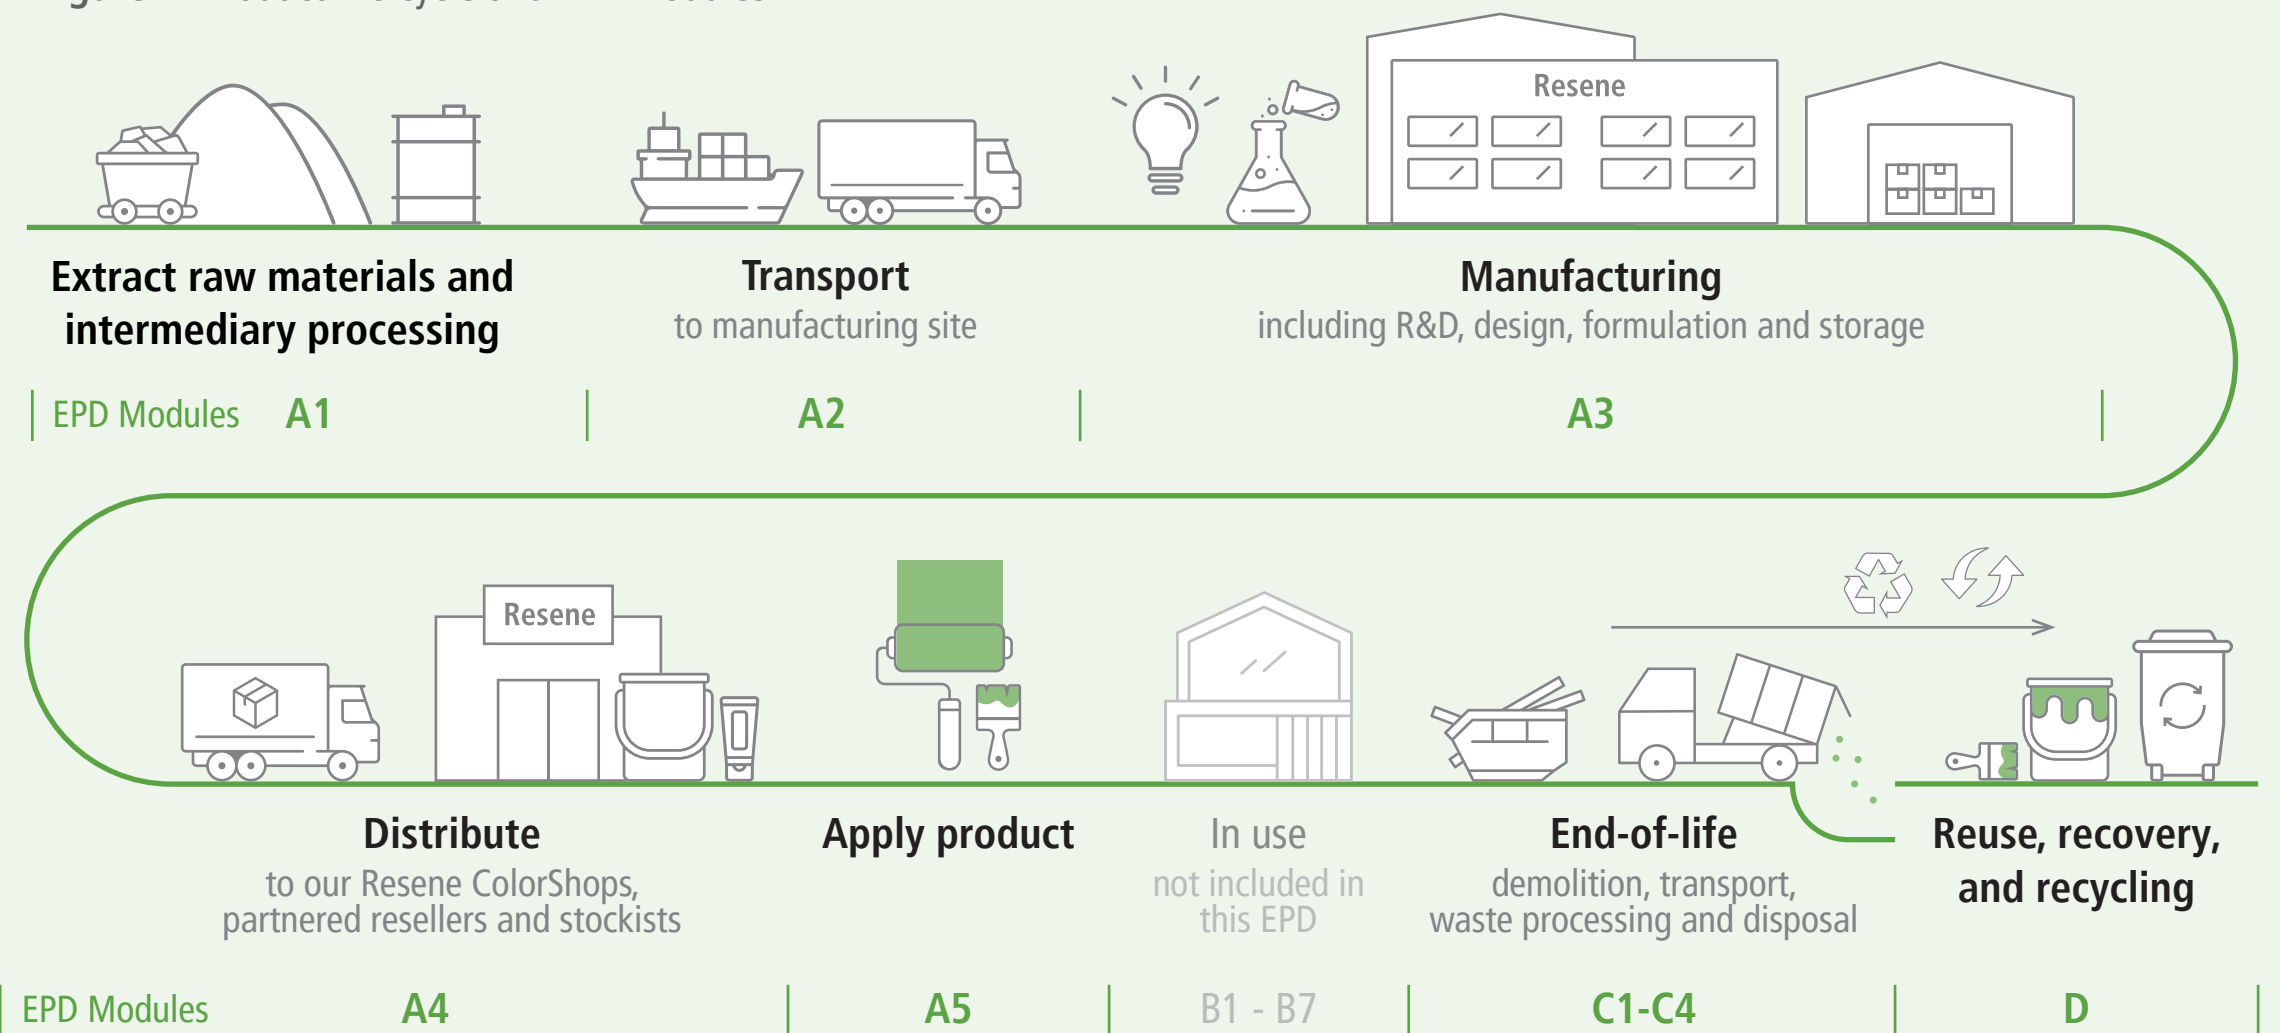 Resene
Extract raw materials and
intermediary processing
Transport
to manufacturing site
Manufacturing
including R&D, design, formulation and storage
EPD Modules A1
A2
A3
Resene
Distribute
to our Resene ColorShops,
partnered resellers and stockists
Apply product
In use
not included in
this EPD
End-of-life
demolition, transport,
waste processing and disposal
Reuse, recovery,
and recycling
EPD Modules A4
A5
B1 - B7
C1-C4
D